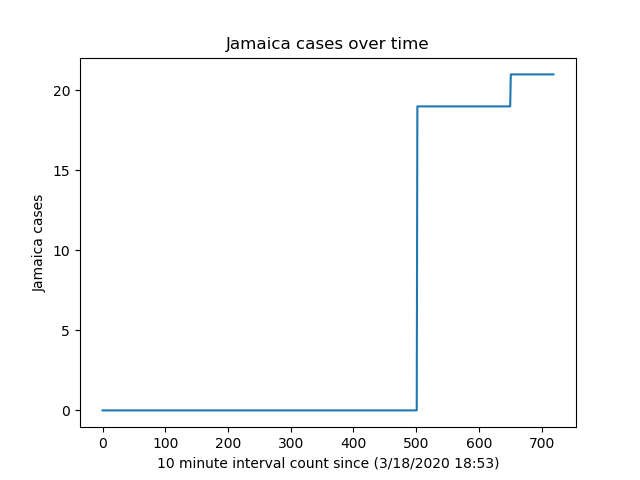 Jamaica cases over time
Jamaica cases
20
15
10
5
0
0 100 200 300 400 500 600 700
10 minute interval count since (3/18/2020 18:53)